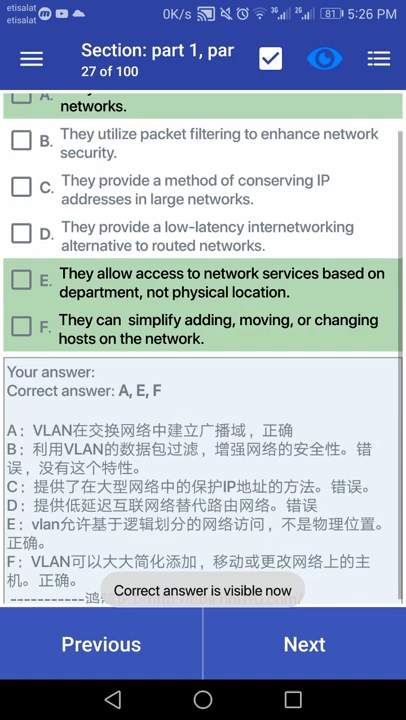 etisalat
etisalat
0K/s 3G 2G 81 5:26 PM
Section: part 1, par
27 of 100
A.
networks.
B. They utilize packet filtering to enhance network
security.
C. They provide a method of conserving IP
addresses in large networks.
D. They provide a low-latency internetworking
alternative to routed networks.
E. They allow access to network services based on
department, not physical location.
F. They can simplify adding, moving, or changing
hosts on the network.
Your answer:
Correct answer: A, E, F
A：VLAN在交换网络中建立广播域，正确
B：利用VLAN的数据包过滤，增强网络的安全性。错
误，没有这个特性。
C：提供了在大型网络中的保护IP地址的方法。错误。
D：提供低延迟互联网络替代路由网络。错误
E：vlan允许基于逻辑划分的网络访问，不是物理位置。
正确。
F：VLAN可以大大简化添加，移动或更改网络上的主
机。正确。
-----------鸿
Correct answer is visible now
Previous
Next